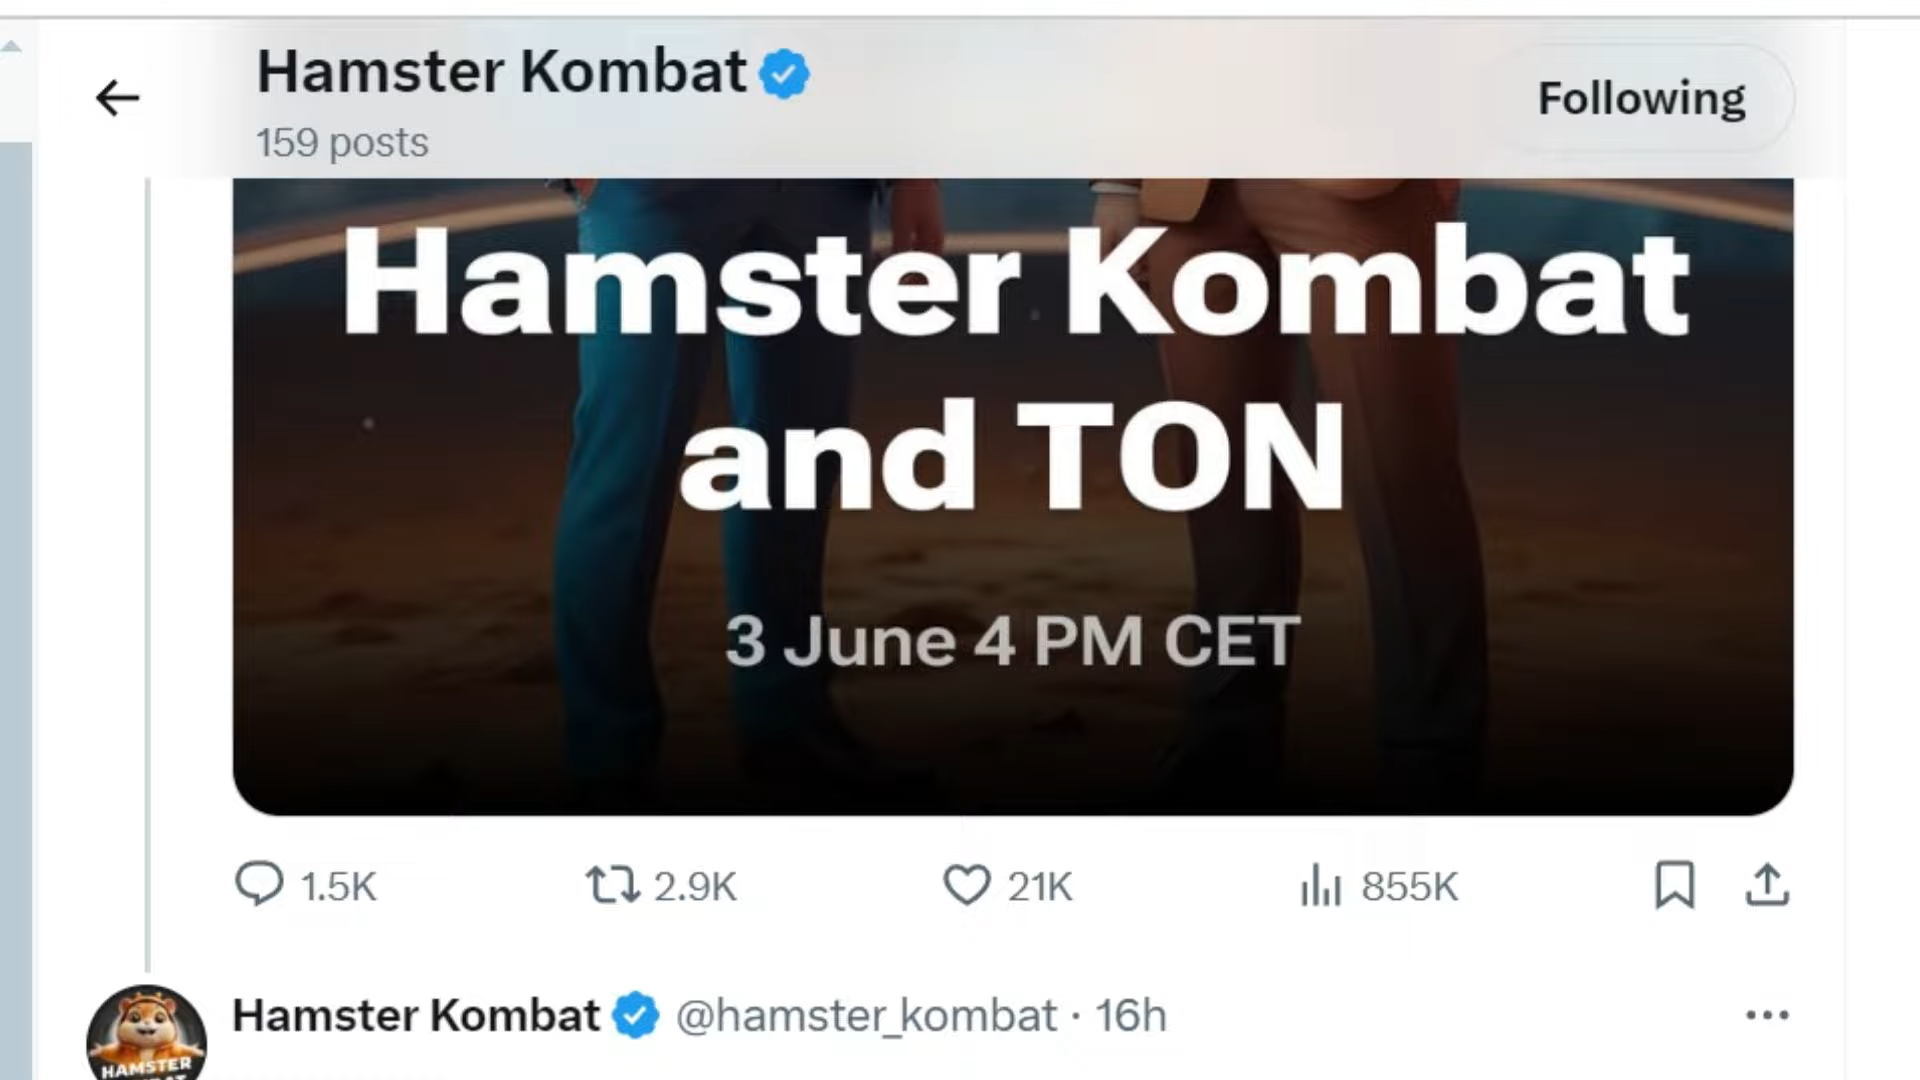 Hamster Kombat
159 posts
Following
Hamster Kombat
and TON
3 June 4 PM CET
1.5K
2.9K
21K
855K
Hamster Kombat @hamster_kombat · 16h
HAMSTER